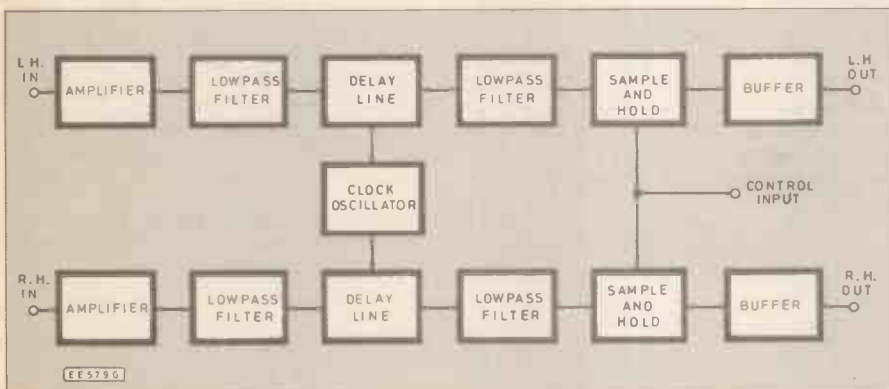 L.H.
IN
AMPLIFIER
LOWPASS
FILTER
DELAY
LINE
LOWPASS
FILTER
SAMPLE
AND
HOLD
BUFFER
L.H
OUT
CLOCK
OSCILLATOR
CONTROL
INPUT
R.H.
IN
AMPLIFIER
LOWPASS
FILTER
DELAY
LINE
LOWPASS
FILTER
SAMPLE
AND
HOLD
BUFFER
R.H.
OUT
EE579G